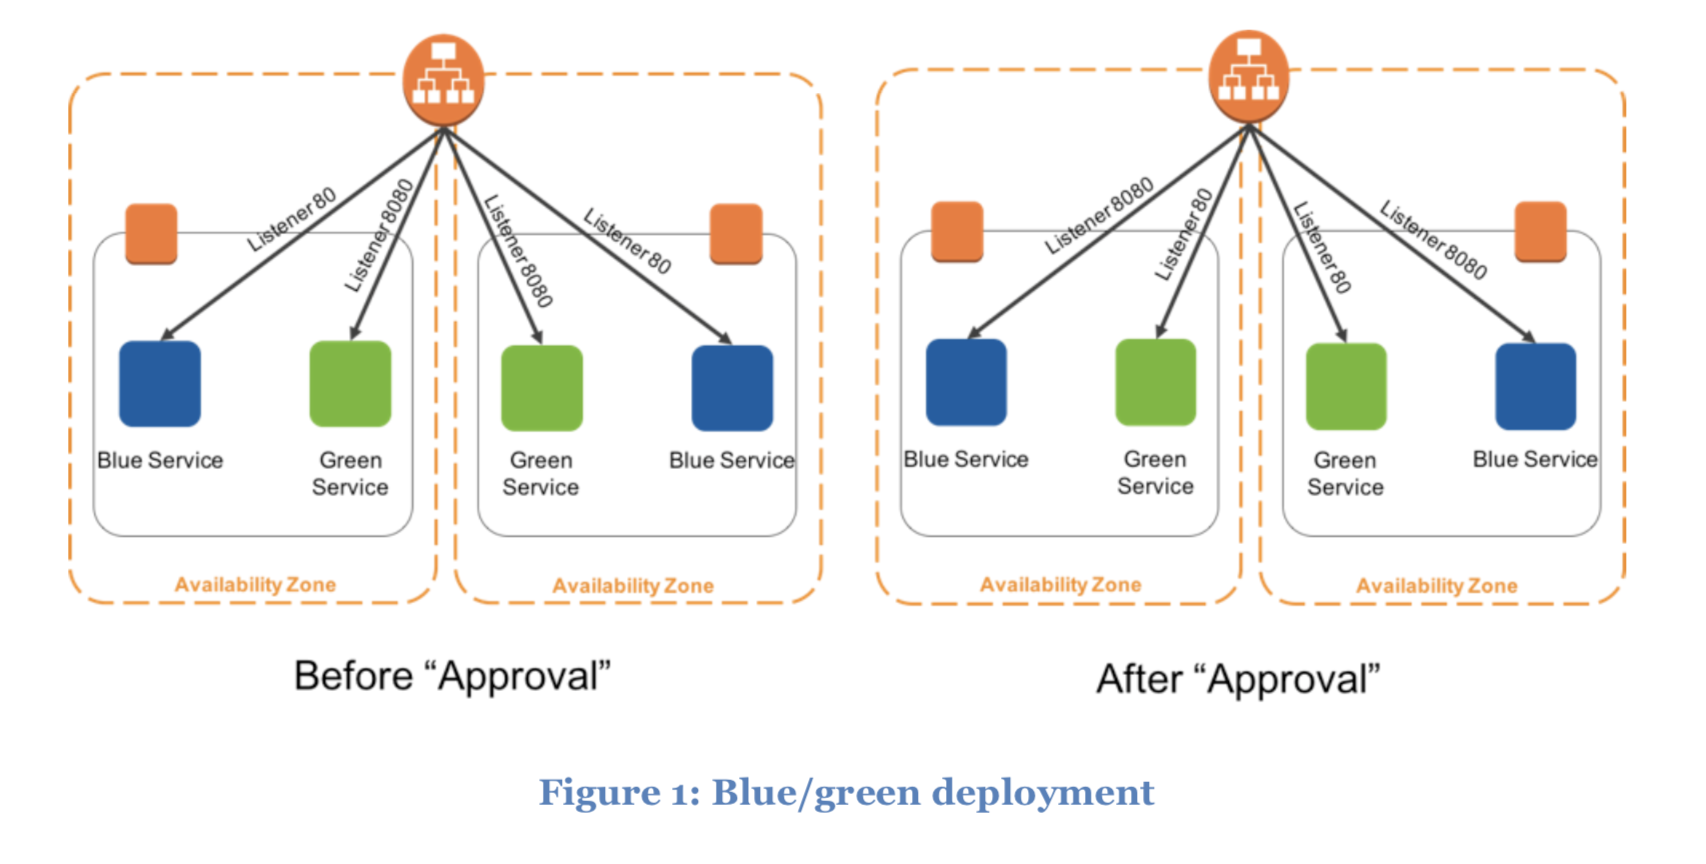 Listener 80
Listener 8080
Listener 8080
Listener 80
Blue Service
Green
Service
Green
Service
Blue Service
Availability Zone
Availability Zone
Before “Approval”
Listener 8080
Listener 80
Listener 80
Listener 8080
Blue Service
Green
Service
Green
Service
Blue Service
Availability Zone
Availability Zone
After “Approval”
Figure 1: Blue/green deployment